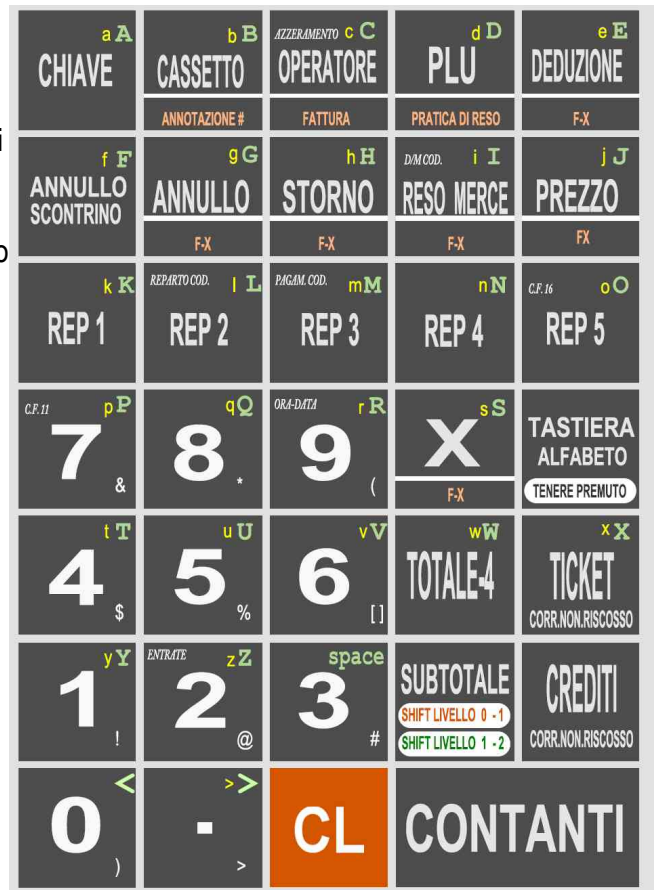 a A
CHIAVE
b B
CASSETTO
ANNOTAZIONE #
AZZERAMENTO c C
OPERATORE
FATTURA
d D
PLU
PRATICA DI RESO
e E
DEDUZIONE
F-X
i
f F
ANNULLO
SCONTRINO
g G
ANNULLO
F-X
h H
STORNO
F-X
D/M COD. i I
RESO MERCE
F-X
j J
PREZZO
FX
o
k K
REP 1
REPARTO COD. l L
REP 2
PAGAM. COD. m M
REP 3
n N
REP 4
C.F. 16 o O
REP 5
C.F. 11 p P
7
&
q Q
8
*
ORA-DATA r R
9
(
s S
X
F-X
TASTIERA
ALFABETO
TENERE PREMUTO
t T
4
$
u U
5
%
v V
6
[ ]
w W
TOTALE-4
x X
TICKET
CORR.NON.RISCOSSO
y Y
1
!
ENTRATE z Z
2
@
space
3
#
SUBTOTALE
SHIFT LIVELLO 0 - 1
SHIFT LIVELLO 1 - 2
CREDITI
CORR.NON.RISCOSSO
<
0
)
> >
.
>
CL
CONTANTI